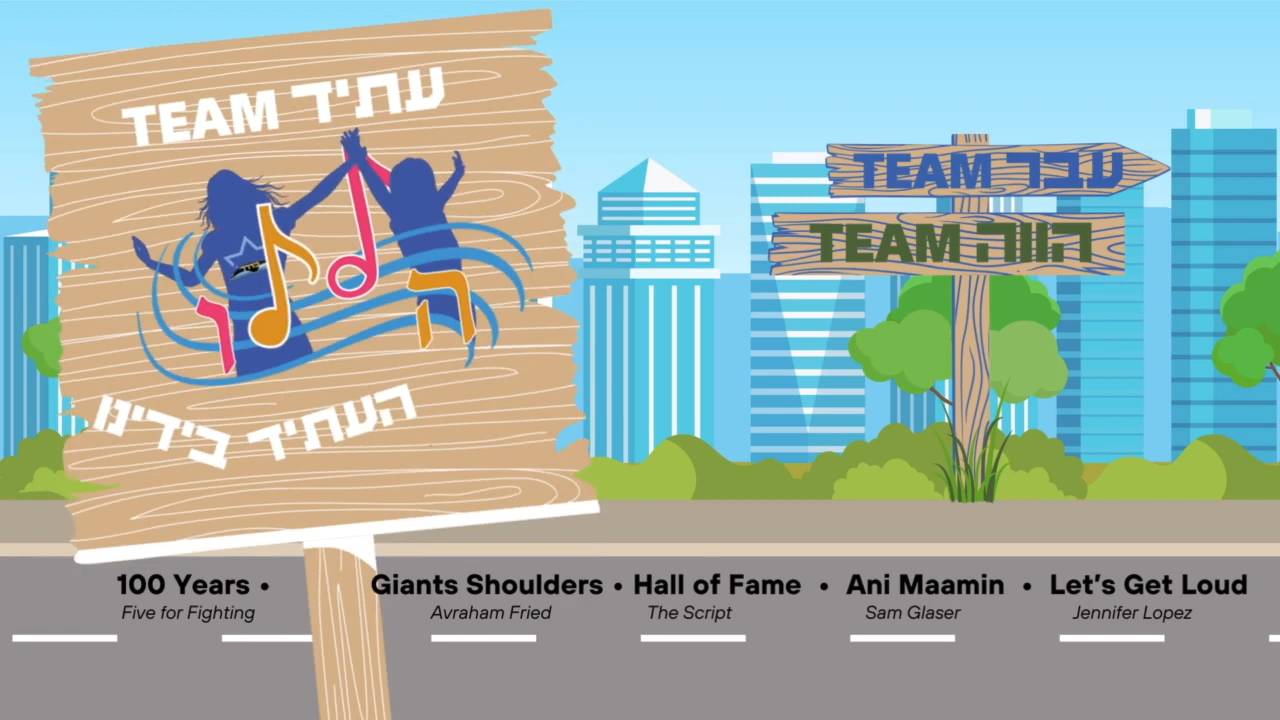 TEAM עתיד
העתיד בידינו
TEAM עבר
TEAM הווה
100 Years • Giants Shoulders • Hall of Fame • Ani Maamin • Let's Get Loud
Five for Fighting Avraham Fried The Script Sam Glaser Jennifer Lopez